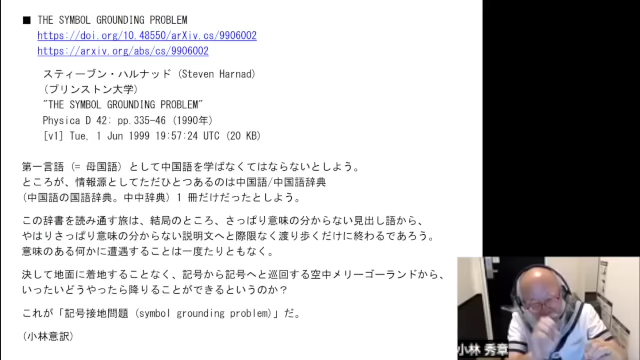 ■ THE SYMBOL GROUNDING PROBLEM
https://doi.org/10.48550/arXiv.cs/9906002
https://arxiv.org/abs/cs/9906002
スティーブン・ハルナッド (Steven Harnad)
(プリンストン大学)
"THE SYMBOL GROUNDING PROBLEM"
Physica D 42: pp.335-46 (1990年)
[v1] Tue, 1 Jun 1999 19:57:24 UTC (20 KB)
第一言語 (= 母国語) として中国語を学ばなくてはならないとしよう。
ところが、情報源としてただひとつあるのは中国語/中国語辞典
(中国語の国語辞典。中中辞典) 1 冊だけだったとしよう。
この辞書を読み通す旅は、結局のところ、さっぱり意味の分からない見出し語から、
やはりさっぱり意味の分からない説明文へと際限なく渡り歩くだけに終わるであろう。
意味のある何かに遭遇することは一度たりともなく。
決して地面に着地することなく、記号から記号へと巡回する空中メリーゴーランドから、
いったいどうやったら降りることができるというのか？
これが「記号接地問題 (symbol grounding problem)」だ。
(小林意訳)
小林 秀章